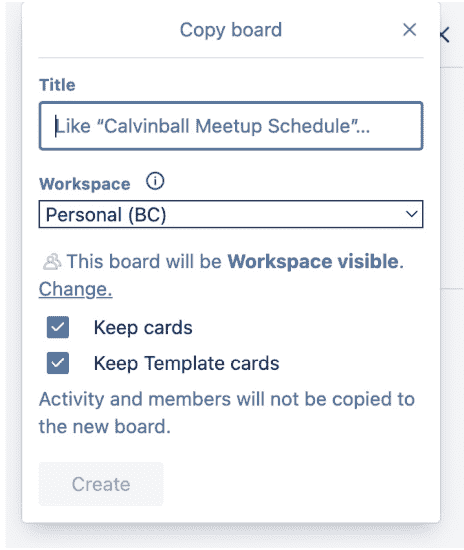 Copy board
Title
Like “Calvinball Meetup Schedule”...
Workspace
Personal (BC)
This board will be Workspace visible.
Change.
Keep cards
Keep Template cards
Activity and members will not be copied to
the new board.
Create